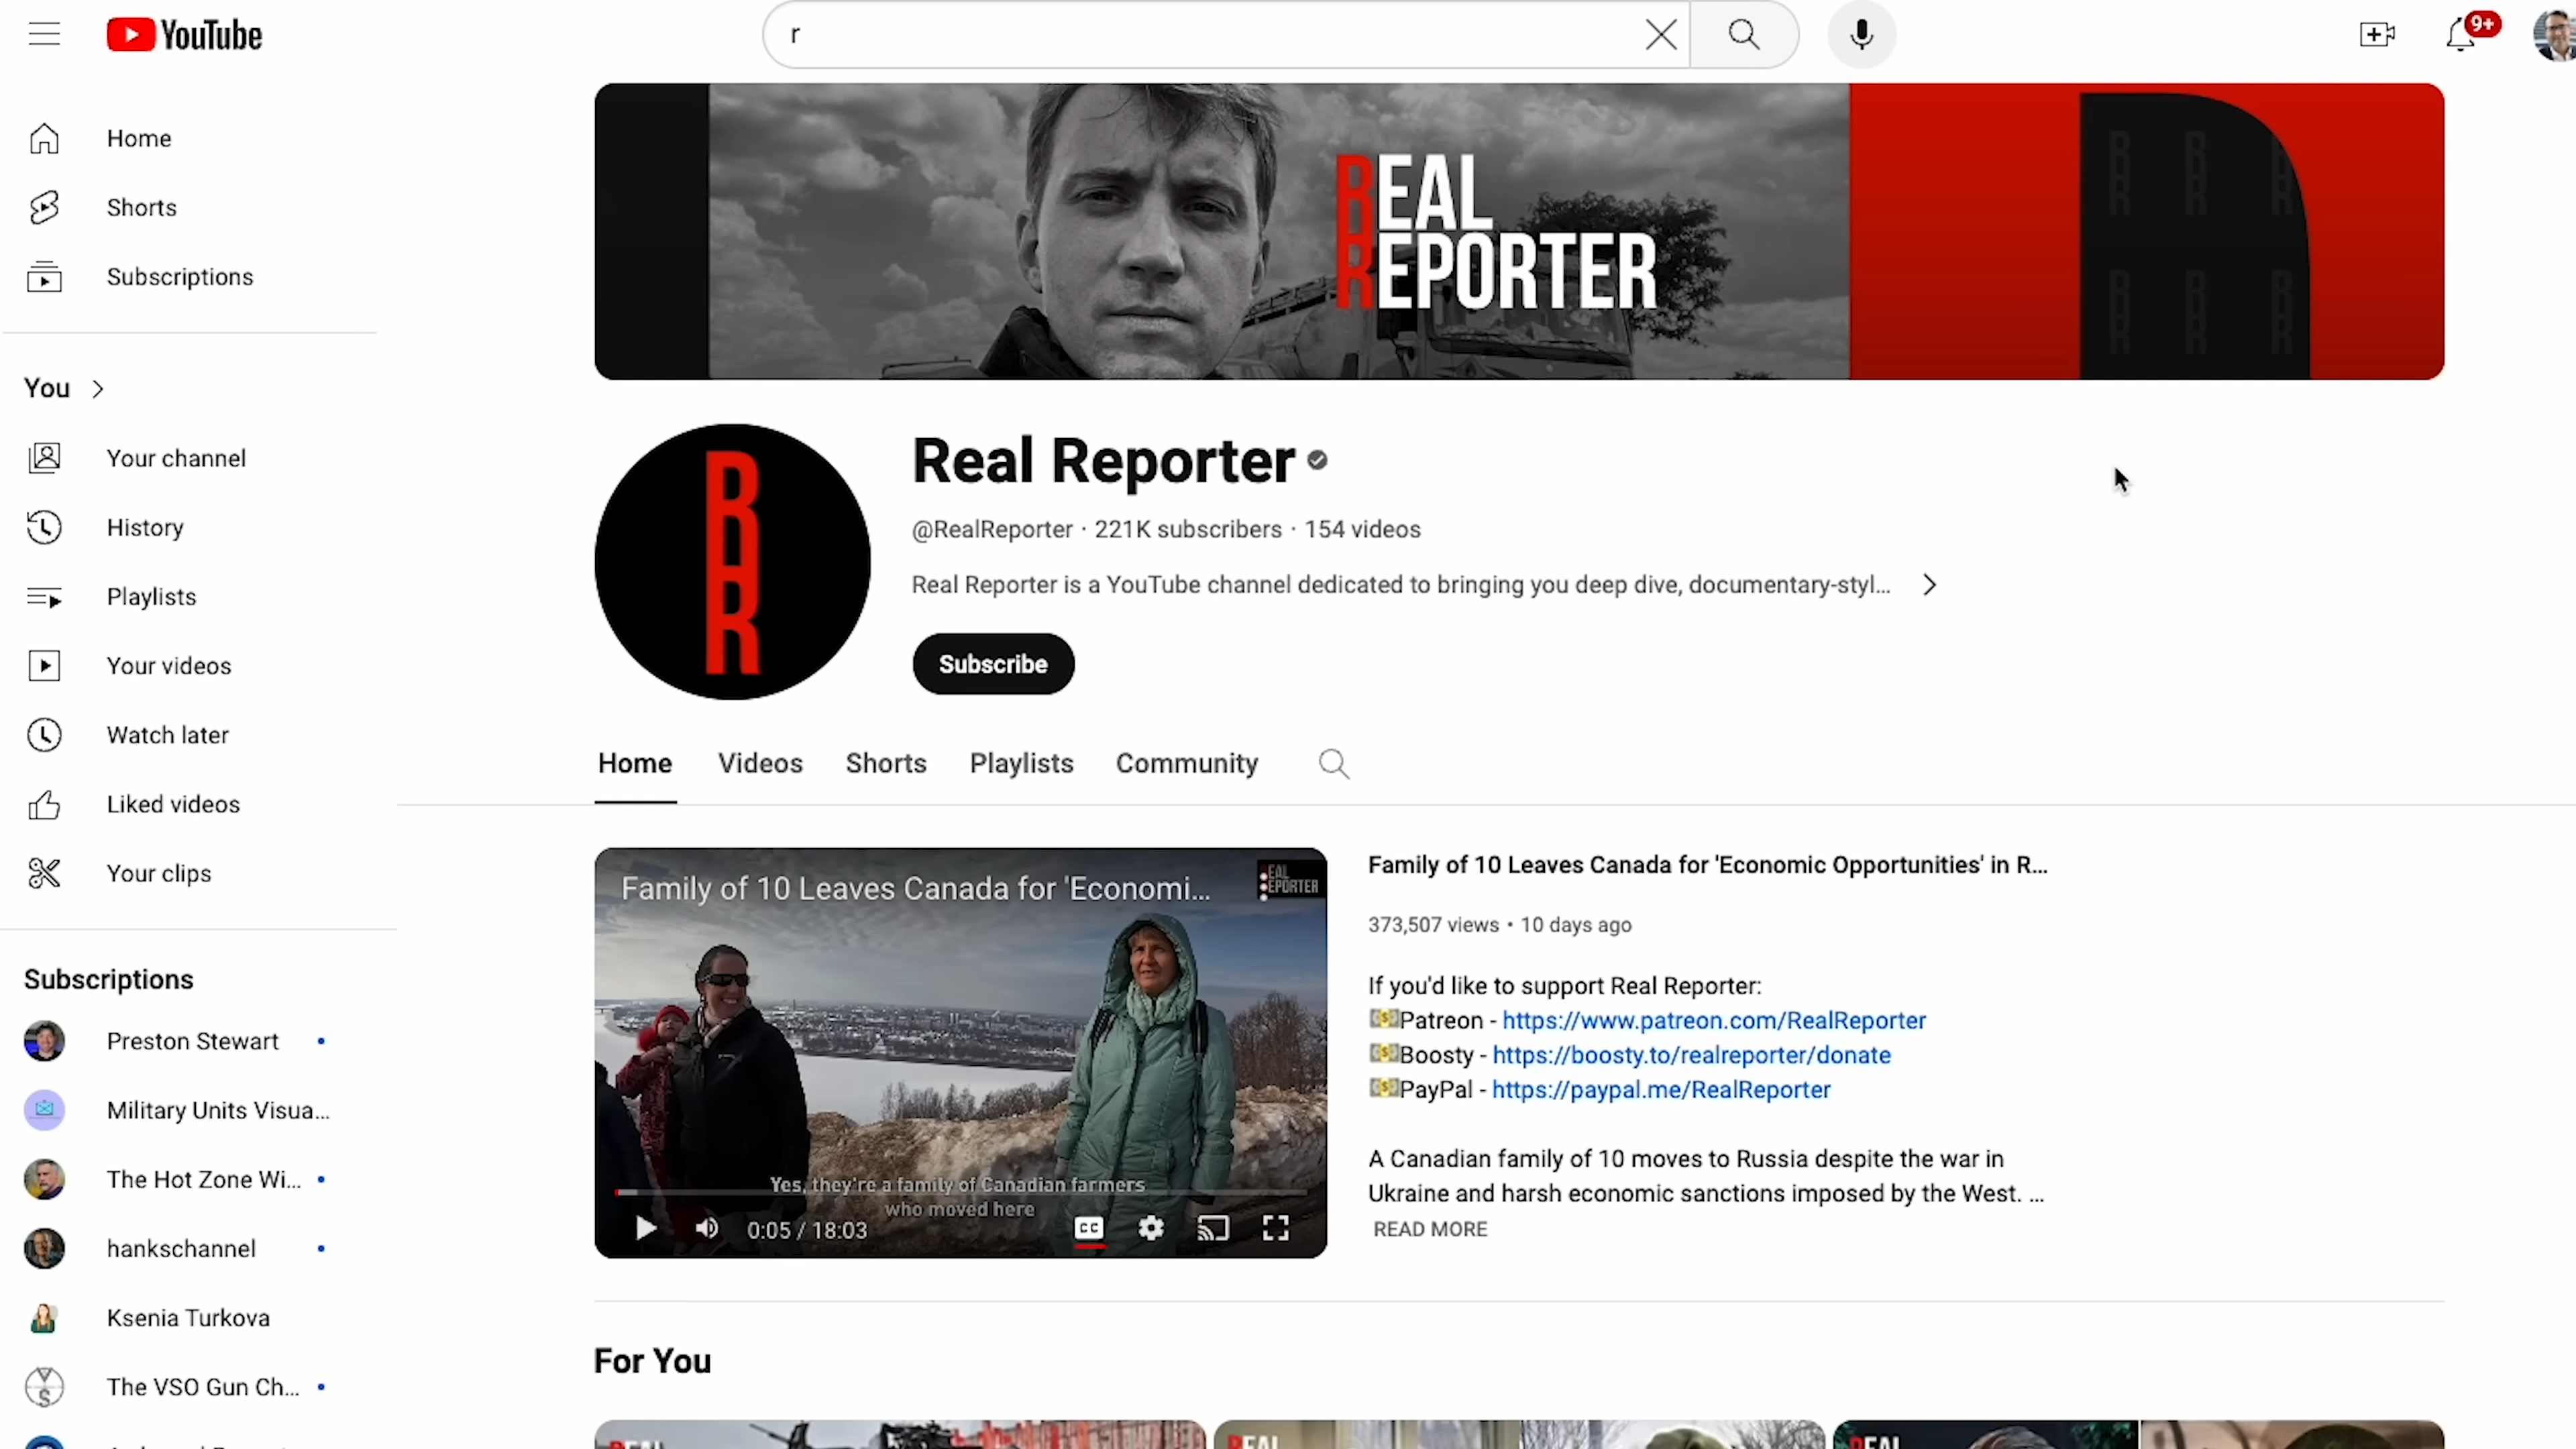 YouTube
r
9+
Home
Shorts
Subscriptions
You
Your channel
History
Playlists
Your videos
Watch later
Liked videos
Your clips
Subscriptions
Preston Stewart
Military Units Visua...
The Hot Zone Wi...
hankschannel
Ksenia Turkova
The VSO Gun Ch...
REAL
REPORTER
Real Reporter
@RealReporter · 221K subscribers · 154 videos
Real Reporter is a YouTube channel dedicated to bringing you deep dive, documentary-styl...
Subscribe
Home Videos Shorts Playlists Community
Family of 10 Leaves Canada for 'Economi...
REAL
REPORTER
Yes, they're a family of Canadian farmers
who moved here
0:05 / 18:03
CC
Family of 10 Leaves Canada for 'Economic Opportunities' in R...
373,507 views • 10 days ago
If you'd like to support Real Reporter:
💵Patreon - https://www.patreon.com/RealReporter
💵Boosty - https://boosty.to/realreporter/donate
💵PayPal - https://paypal.me/RealReporter
A Canadian family of 10 moves to Russia despite the war in
Ukraine and harsh economic sanctions imposed by the West. ...
READ MORE
For You